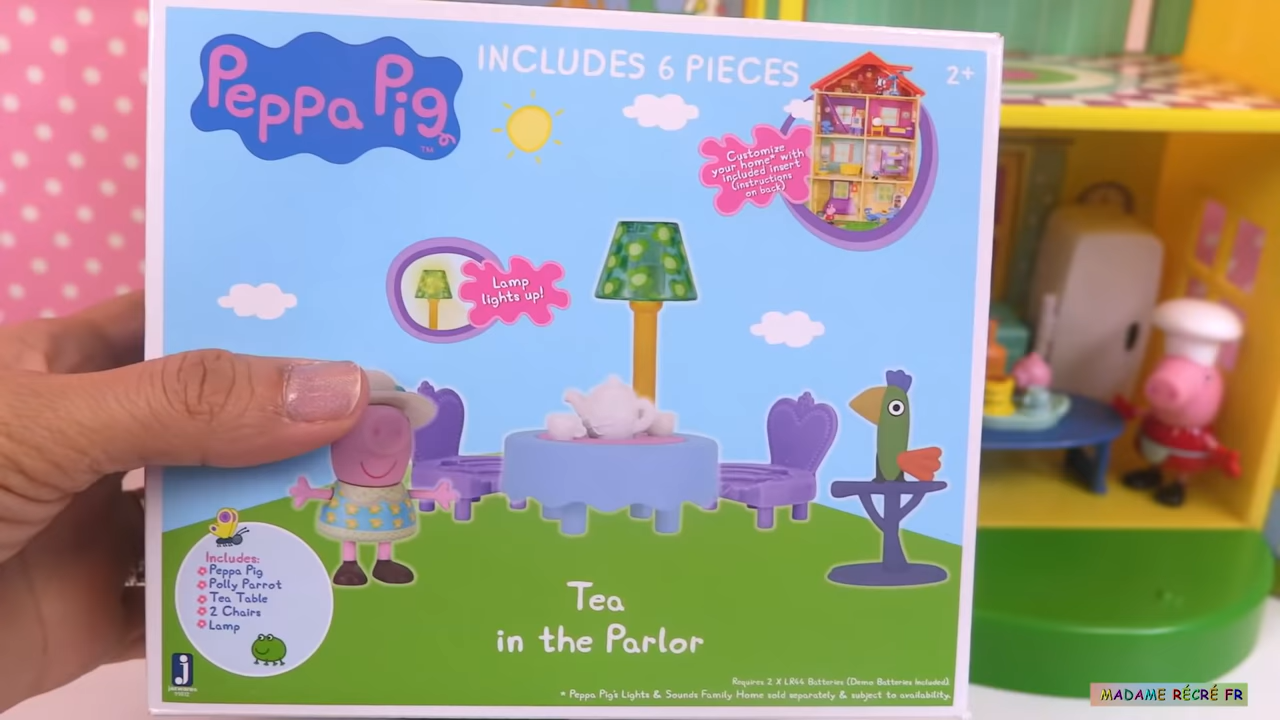 Peppa Pig
TM
INCLUDES 6 PIECES
2+
Customize
your home* with
included insert
(instructions
on back)
Lamp
lights up!
Includes:
Peppa Pig
Polly Parrot
Tea Table
2 Chairs
Lamp
Tea
in the Parlor
j
jazwares
Requires 2 X LR44 Batteries (Demo Batteries Included).
* Peppa Pig's Lights & Sounds Family Home sold separately & subject to availability.
MADAME RÉCRÉ FR